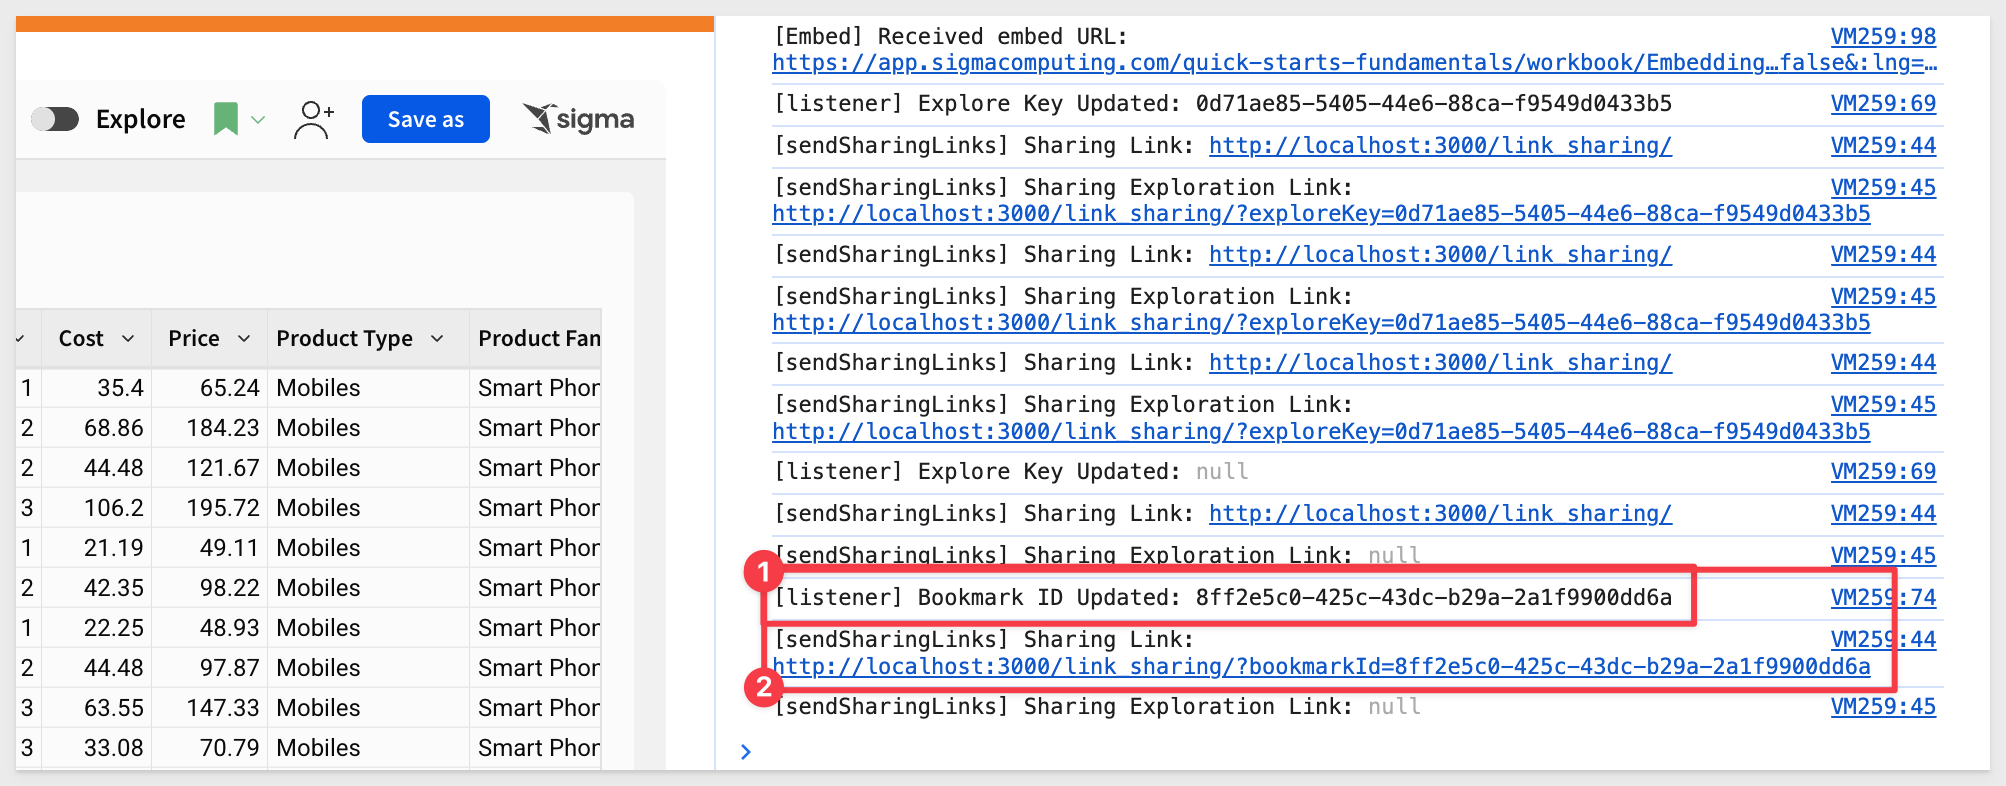 Explore
Save as
sigma
Cost Price Product Type Product Fan
1 35.4 65.24 Mobiles Smart Phor
2 68.86 184.23 Mobiles Smart Phor
2 44.48 121.67 Mobiles Smart Phor
3 106.2 195.72 Mobiles Smart Phor
1 21.19 49.11 Mobiles Smart Phor
2 42.35 98.22 Mobiles Smart Phor
1 22.25 48.93 Mobiles Smart Phor
2 44.48 97.87 Mobiles Smart Phor
3 63.55 147.33 Mobiles Smart Phor
3 33.08 70.79 Mobiles Smart Phor
[Embed] Received embed URL: VM259:98
https://app.sigmacomputing.com/quick-starts-fundamentals/workbook/Embedding…false&:lng=…
[listener] Explore Key Updated: 0d71ae85-5405-44e6-88ca-f9549d0433b5 VM259:69
[sendSharingLinks] Sharing Link: http://localhost:3000/link_sharing/ VM259:44
[sendSharingLinks] Sharing Exploration Link: VM259:45
http://localhost:3000/link_sharing/?exploreKey=0d71ae85-5405-44e6-88ca-f9549d0433b5
[sendSharingLinks] Sharing Link: http://localhost:3000/link_sharing/ VM259:44
[sendSharingLinks] Sharing Exploration Link: VM259:45
http://localhost:3000/link_sharing/?exploreKey=0d71ae85-5405-44e6-88ca-f9549d0433b5
[sendSharingLinks] Sharing Link: http://localhost:3000/link_sharing/ VM259:44
[sendSharingLinks] Sharing Exploration Link: VM259:45
http://localhost:3000/link_sharing/?exploreKey=0d71ae85-5405-44e6-88ca-f9549d0433b5
[listener] Explore Key Updated: null VM259:69
[sendSharingLinks] Sharing Link: http://localhost:3000/link_sharing/ VM259:44
[sendSharingLinks] Sharing Exploration Link: null VM259:45
1
[listener] Bookmark ID Updated: 8ff2e5c0-425c-43dc-b29a-2a1f9900dd6a VM259:74
[sendSharingLinks] Sharing Link: VM259:44
http://localhost:3000/link_sharing/?bookmarkId=8ff2e5c0-425c-43dc-b29a-2a1f9900dd6a
2
[sendSharingLinks] Sharing Exploration Link: null VM259:45